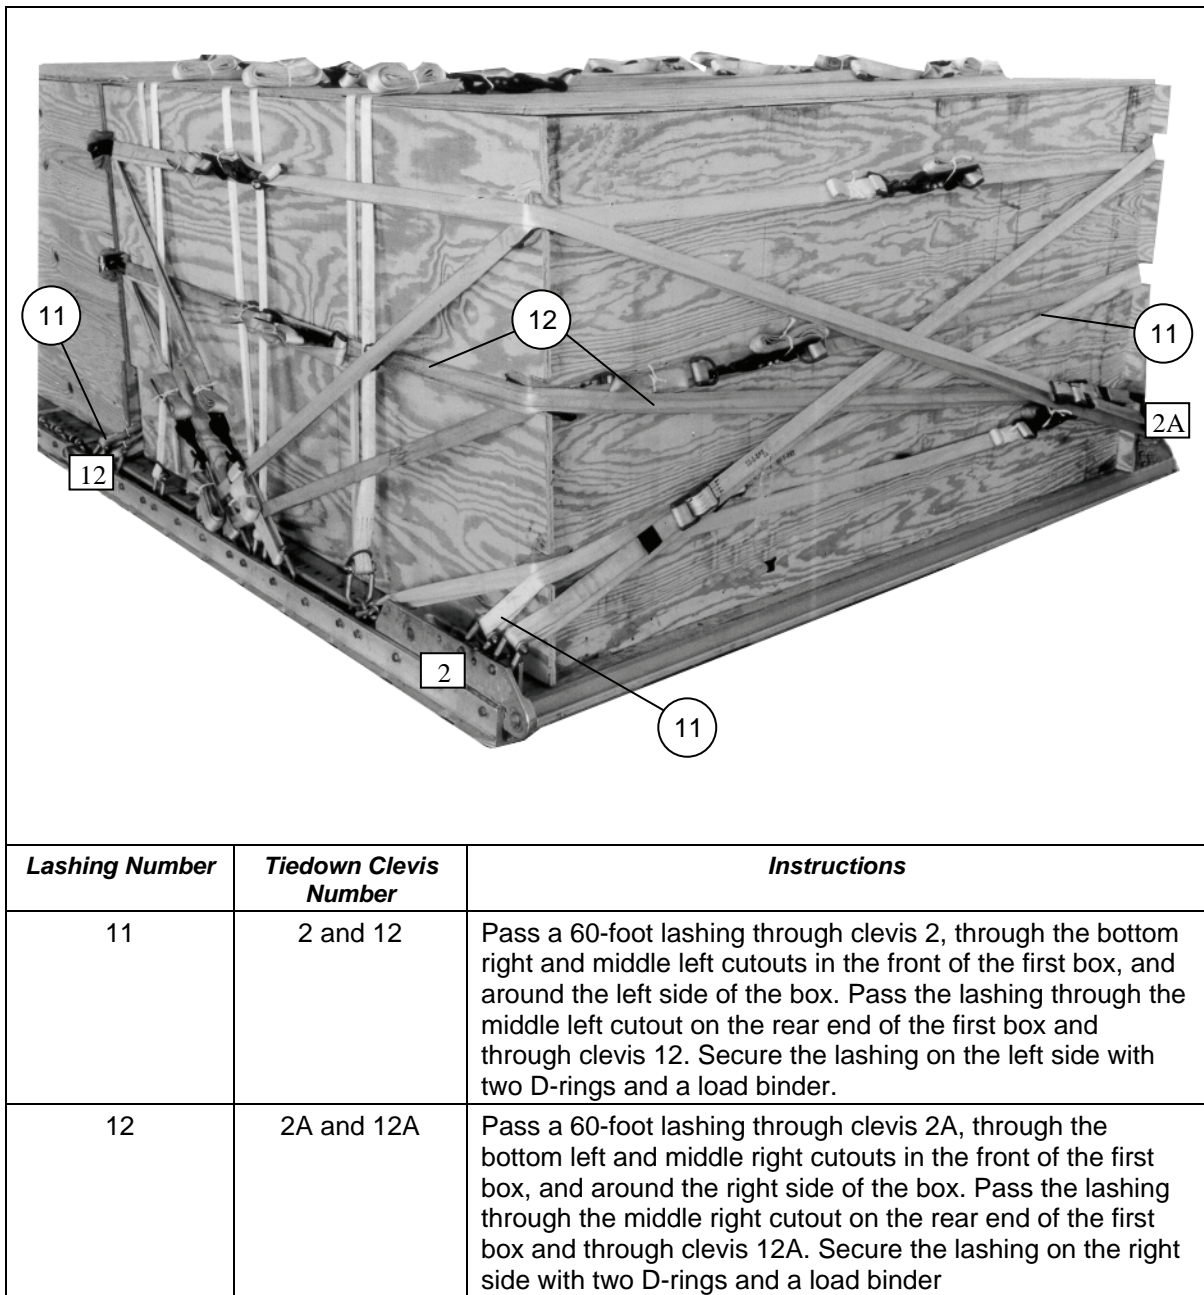 11
12
11
2A
12
2
11
Lashing Number
Tiedown Clevis
Number
Instructions
11
2 and 12
Pass a 60-foot lashing through clevis 2, through the bottom
right and middle left cutouts in the front of the first box, and
around the left side of the box. Pass the lashing through the
middle left cutout on the rear end of the first box and
through clevis 12. Secure the lashing on the left side with
two D-rings and a load binder.
12
2A and 12A
Pass a 60-foot lashing through clevis 2A, through the
bottom left and middle right cutouts in the front of the first
box, and around the right side of the box. Pass the lashing
through the middle right cutout on the rear end of the first
box and through clevis 12A. Secure the lashing on the right
side with two D-rings and a load binder